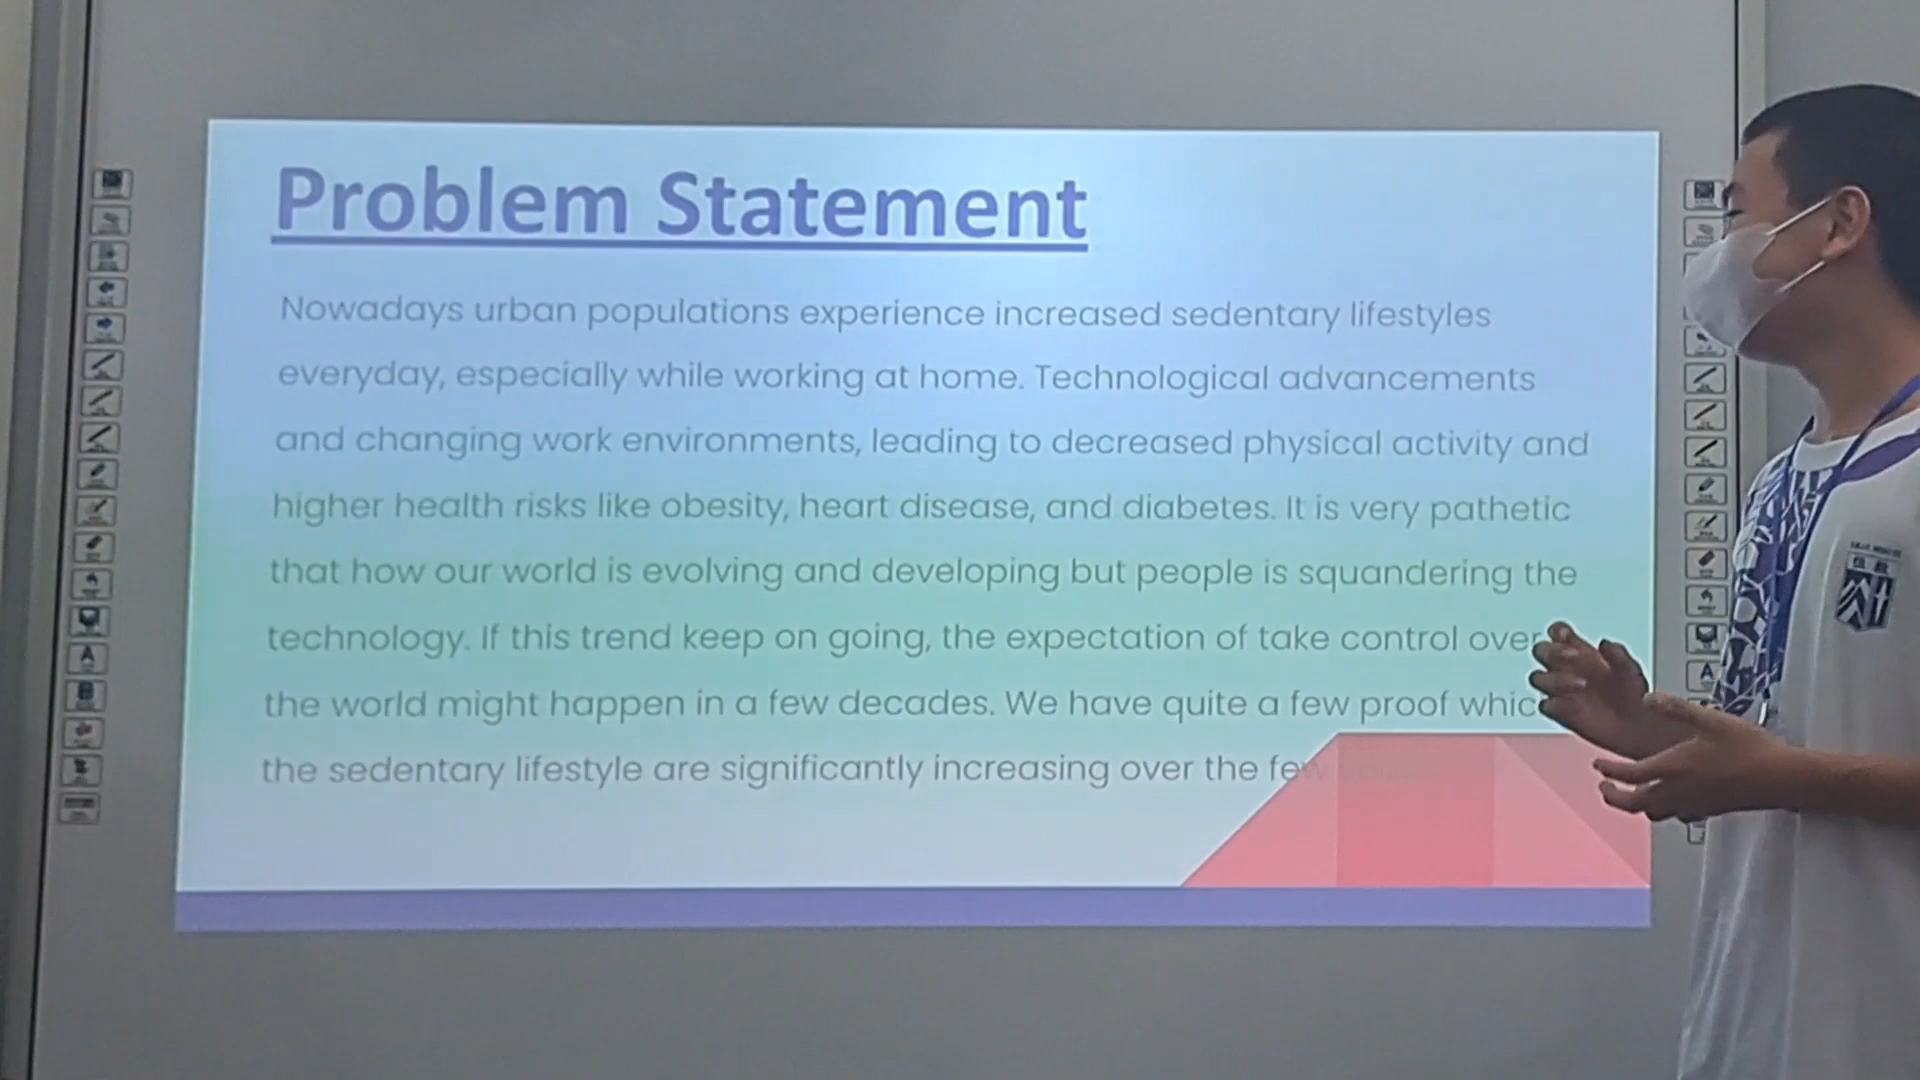 Problem Statement
Nowadays urban populations experience increased sedentary lifestyles
everyday, especially while working at home. Technological advancements
and changing work environments, leading to decreased physical activity and
higher health risks like obesity, heart disease, and diabetes. It is very pathetic
that how our world is evolving and developing but people is squandering the
technology. If this trend keep on going, the expectation of take control over
the world might happen in a few decades. We have quite a few proof
the sedentary lifestyle are significantly increasing over the few
A
A